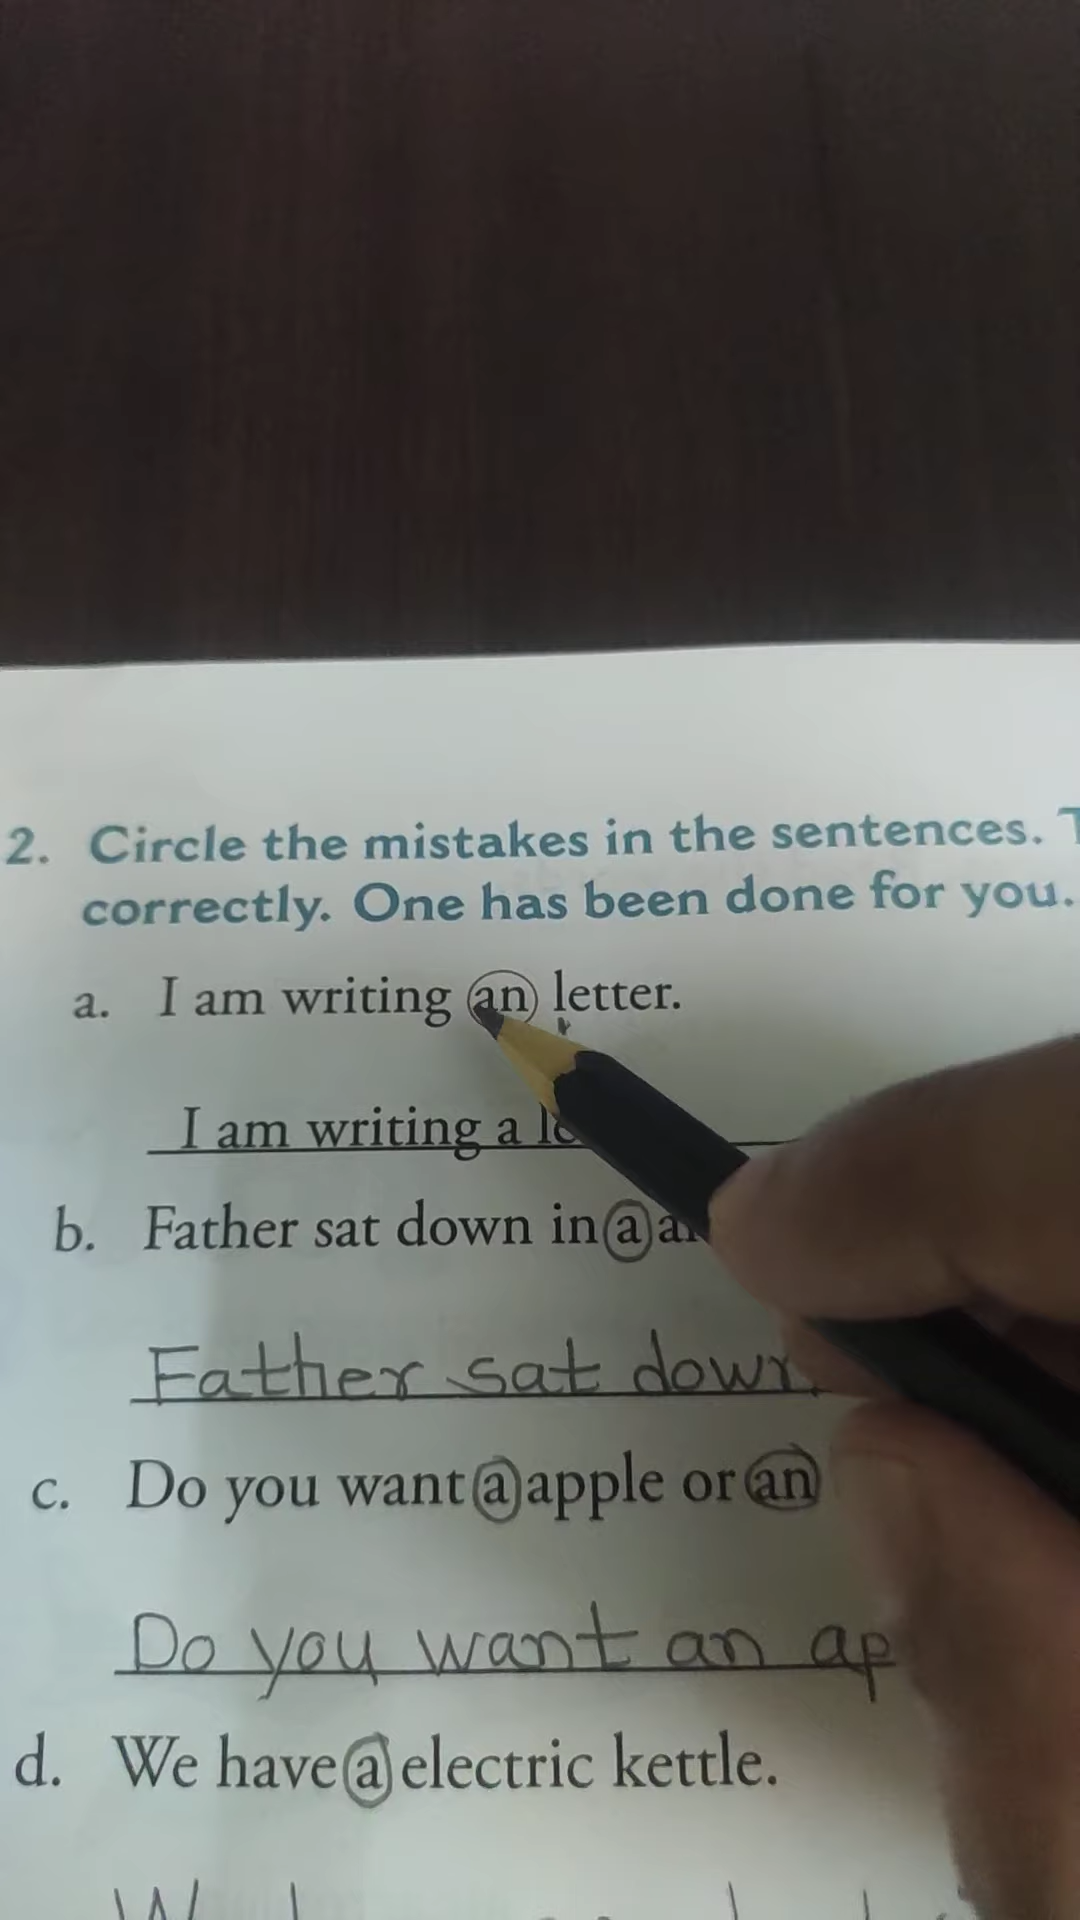 2. Circle the mistakes in the sentences.
correctly. One has been done for you.
a. I am writing an letter.
I am writing a
b. Father sat down in a
Father sat down
c. Do you want a apple or an
Do you want an
d. We have a electric kettle.